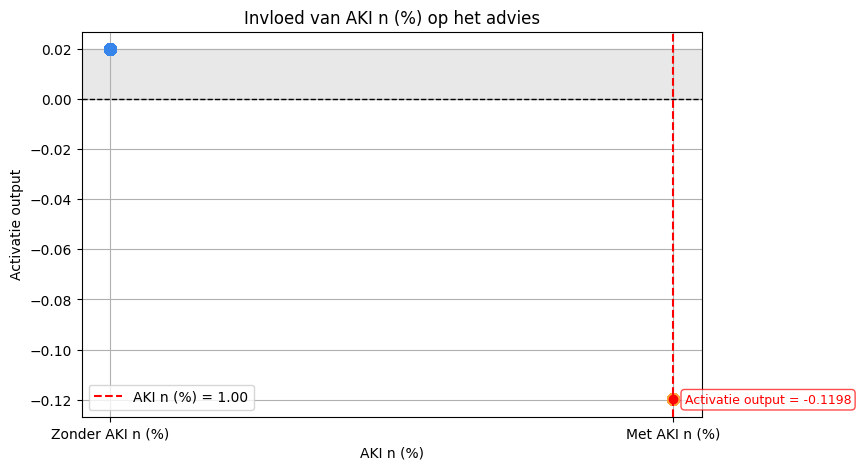 Invloed van AKI n (%) op het advies
Activatie output
0.02
0.00
−0.02
−0.04
−0.06
−0.08
−0.10
−0.12
AKI n (%) = 1.00
Activatie output = -0.1198
Zonder AKI n (%)
Met AKI n (%)
AKI n (%)